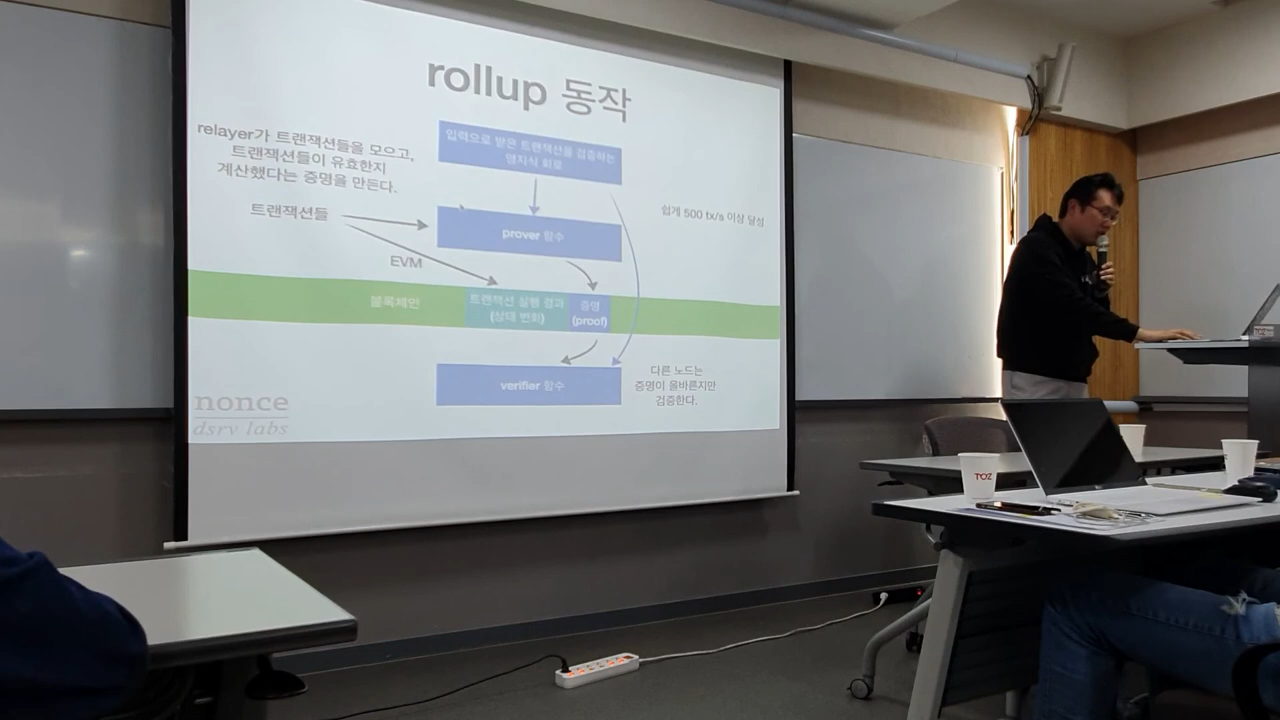 rollup 동작
relayer가 트랜잭션들을 모으고,
트랜잭션들이 유효한지
계산했다는 증명을 만든다.
입력으로 받은 트랜잭션을 검증하는
영지식 회로
트랜잭션들
prover 함수
쉽게 500 tx/s 이상 달성
EVM
블록체인
트랜잭션 실행 결과
(상태 변화)
증명
(proof)
verifier 함수
다른 노드는
증명이 올바른지만
검증한다.
nonce
dsrv labs
TOZ